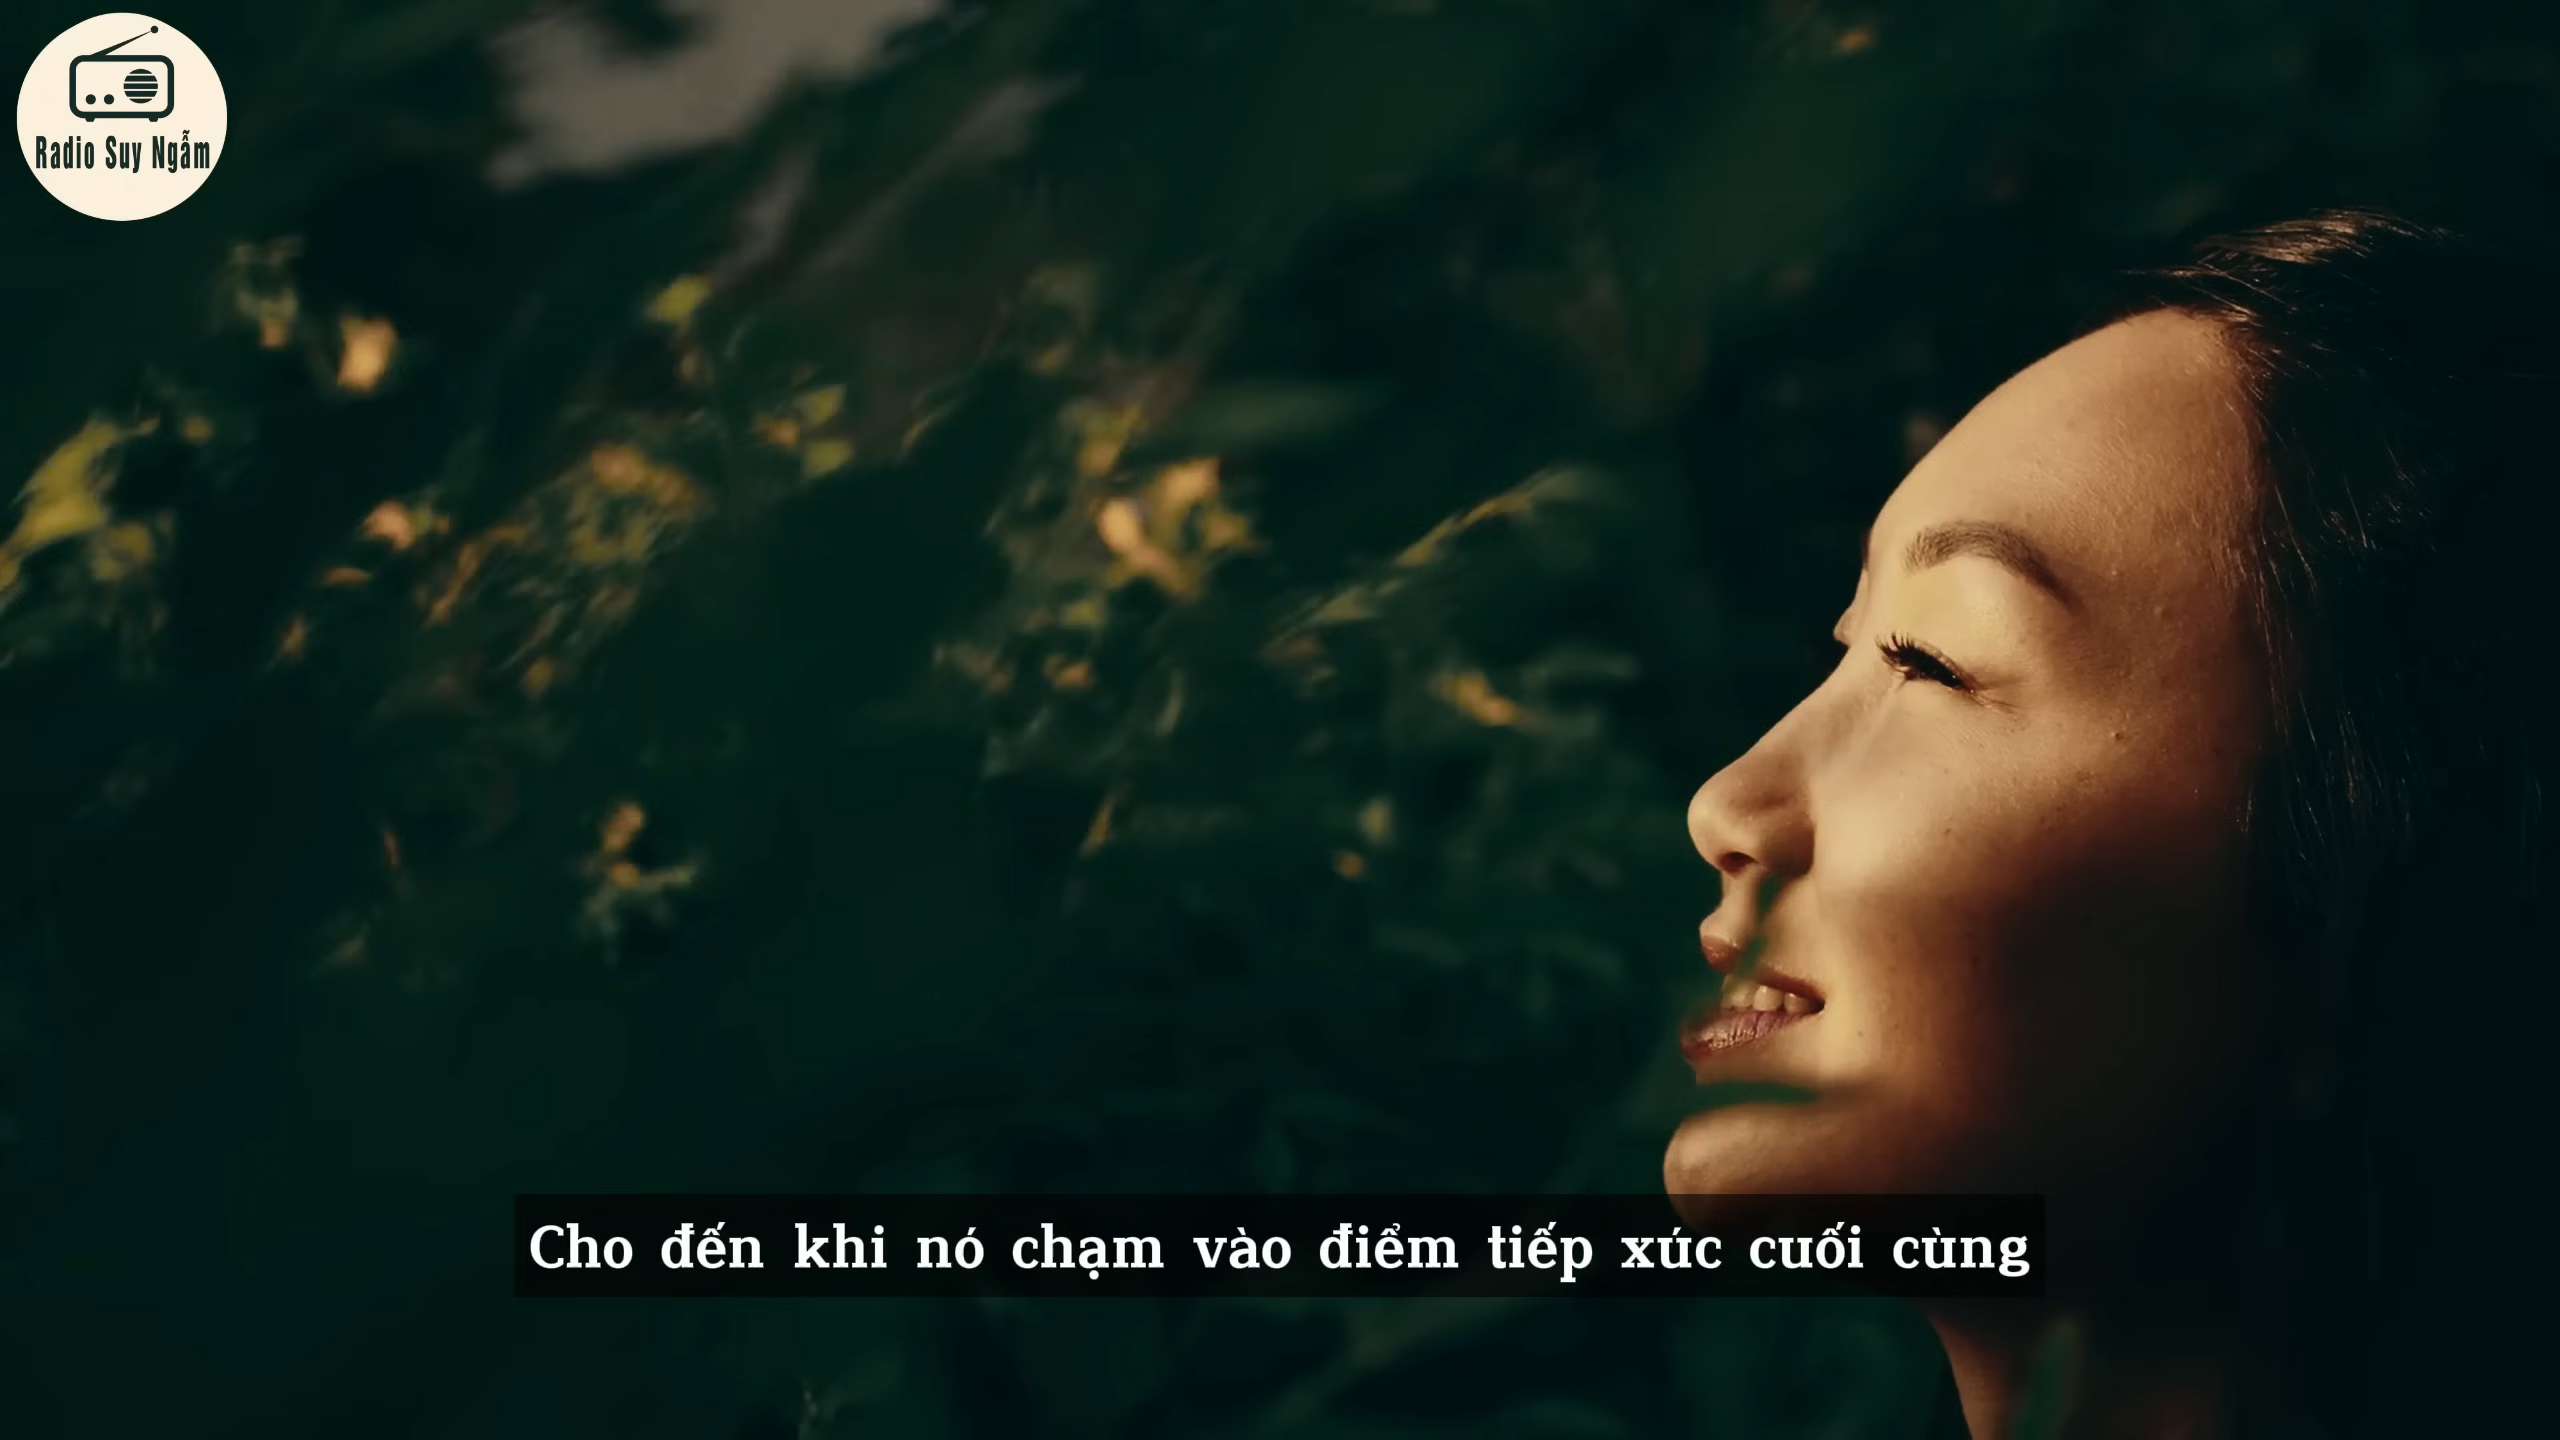 Radio Suy Ngẫm
Cho đến khi nó chạm vào điểm tiếp xúc cuối cùng